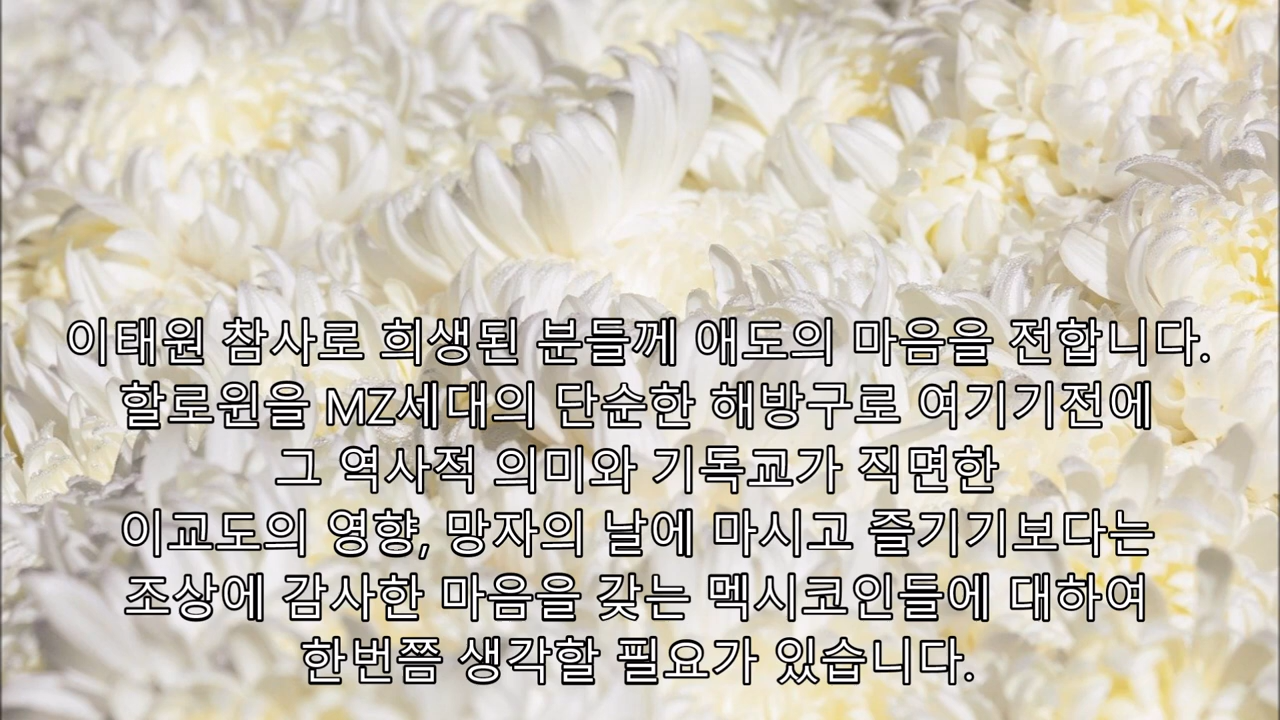 이태원 참사로 희생된 분들께 애도의 마음을 전합니다.
할로윈을 MZ세대의 단순한 해방구로 여기기전에
그 역사적 의미와 기독교가 직면한
이교도의 영향, 망자의 날에 마시고 즐기기보다는
조상에 감사한 마음을 갖는 멕시코인들에 대하여
한번쯤 생각할 필요가 있습니다.